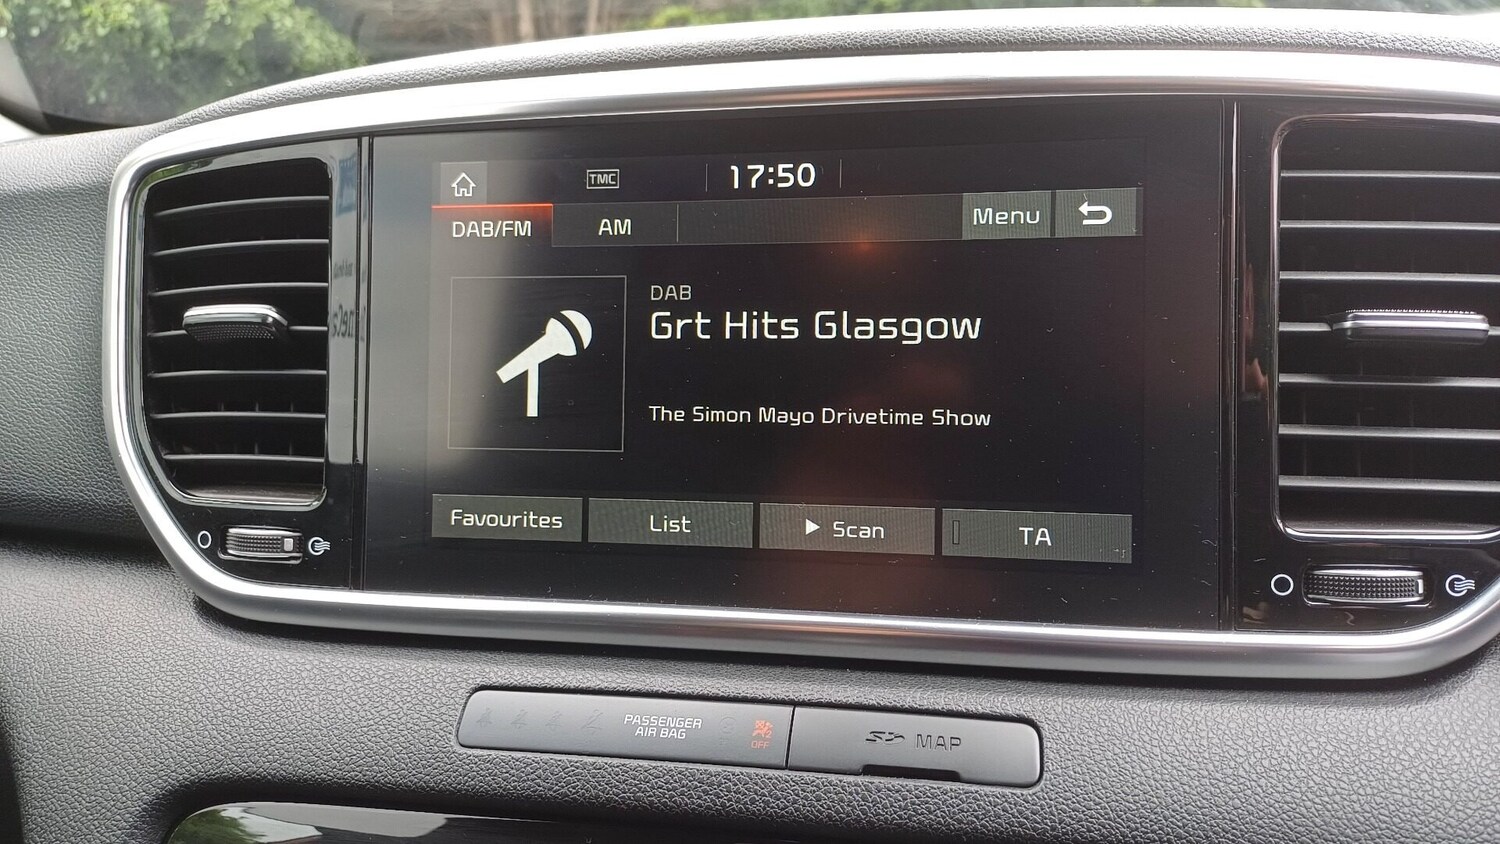 TMC
17:50
DAB/FM
AM
Menu
DAB
Grt Hits Glasgow
The Simon Mayo Drivetime Show
Favourites
List
Scan
TA
PASSENGER
AIR BAG
OFF
SD MAP